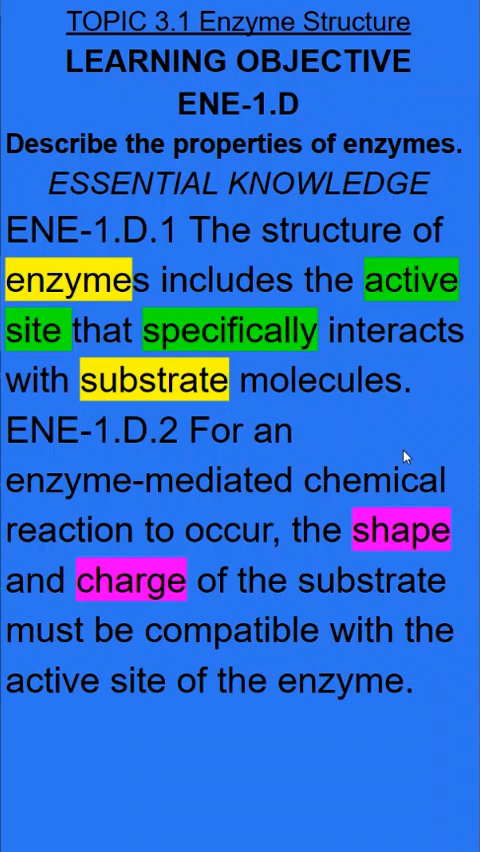 TOPIC 3.1 Enzyme Structure
LEARNING OBJECTIVE
ENE-1.D
Describe the properties of enzymes.
ESSENTIAL KNOWLEDGE
ENE-1.D.1 The structure of
enzymes includes the active
site that specifically interacts
with substrate molecules.
ENE-1.D.2 For an
enzyme-mediated chemical
reaction to occur, the shape
and charge of the substrate
must be compatible with the
active site of the enzyme.